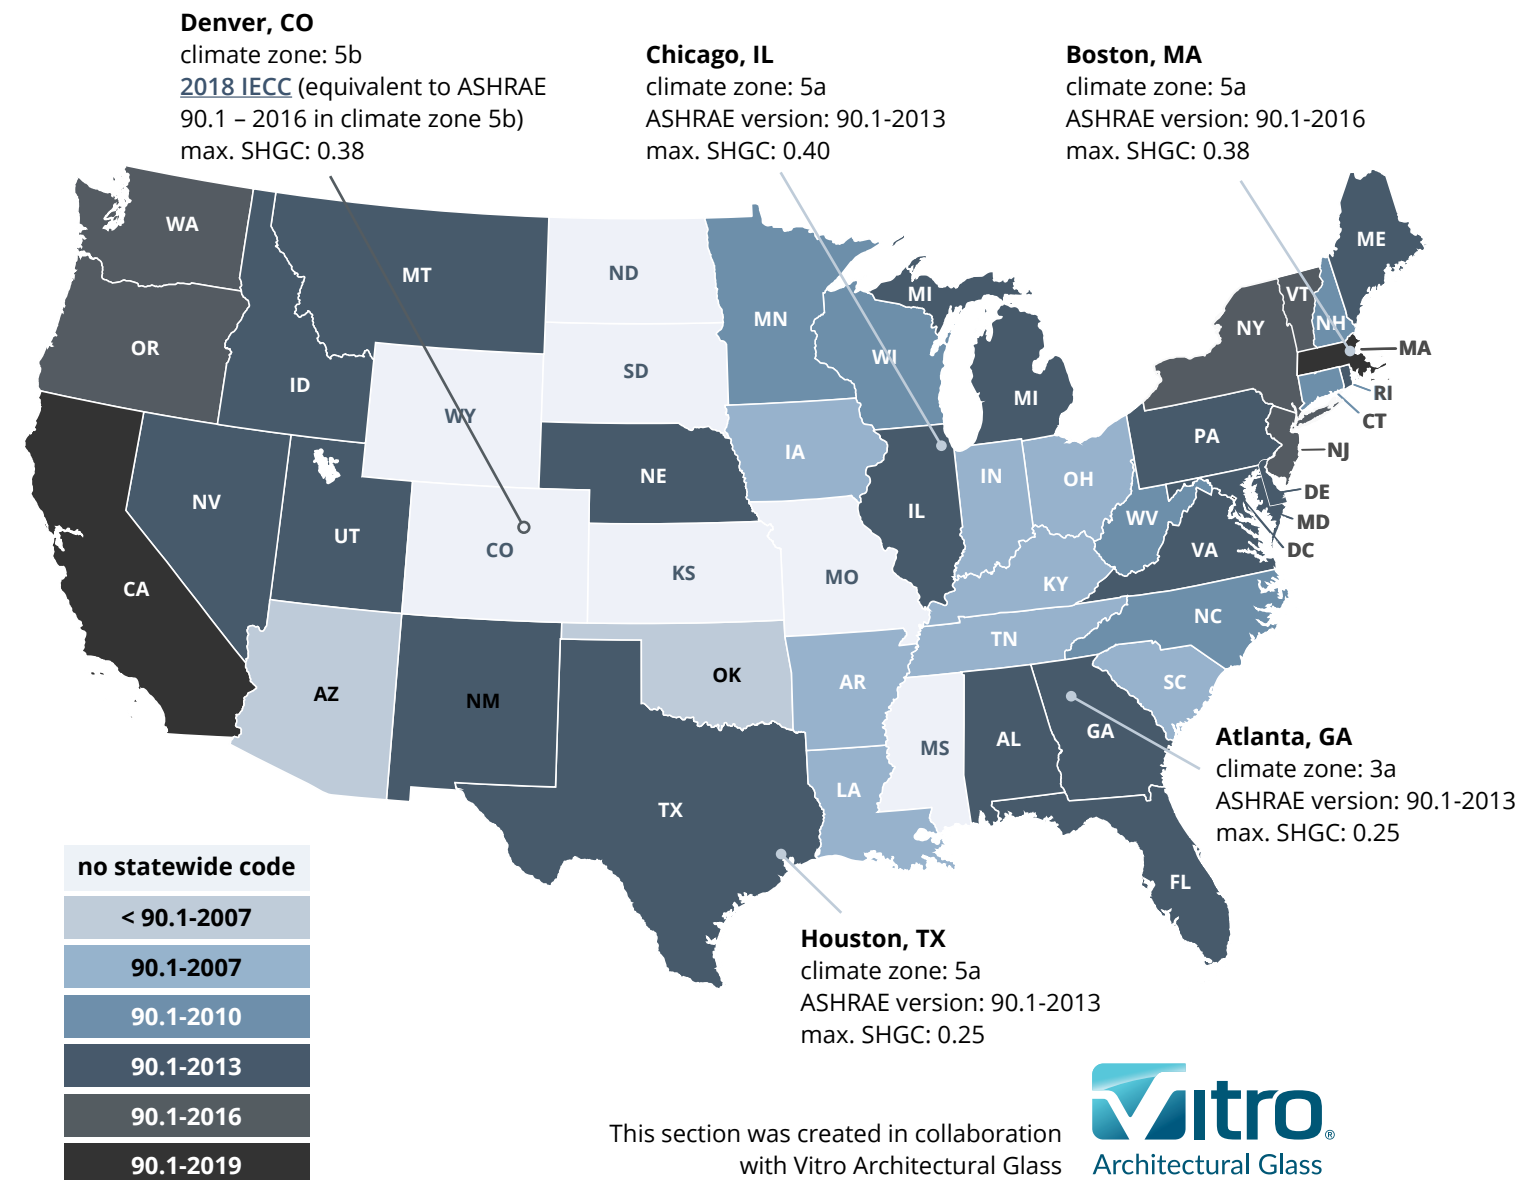 Denver, CO
climate zone: 5b
2018 IECC (equivalent to ASHRAE
90.1 – 2016 in climate zone 5b)
max. SHGC: 0.38
Chicago, IL
climate zone: 5a
ASHRAE version: 90.1-2013
max. SHGC: 0.40
Boston, MA
climate zone: 5a
ASHRAE version: 90.1-2016
max. SHGC: 0.38
WA
MT
ND
MN
MI
VT
ME
OR
ID
SD
WI
NY
NH
MA
WY
MI
RI
CT
NV
UT
CO
NE
IA
IL
IN
OH
PA
NJ
DE
MD
DC
WV
VA
CA
KS
MO
KY
NC
TN
AZ
NM
OK
AR
SC
TX
LA
MS
AL
GA
FL
Atlanta, GA
climate zone: 3a
ASHRAE version: 90.1-2013
max. SHGC: 0.25
Houston, TX
climate zone: 5a
ASHRAE version: 90.1-2013
max. SHGC: 0.25
no statewide code
< 90.1-2007
90.1-2007
90.1-2010
90.1-2013
90.1-2016
90.1-2019
This section was created in collaboration
with Vitro Architectural Glass
Vitro®
Architectural Glass